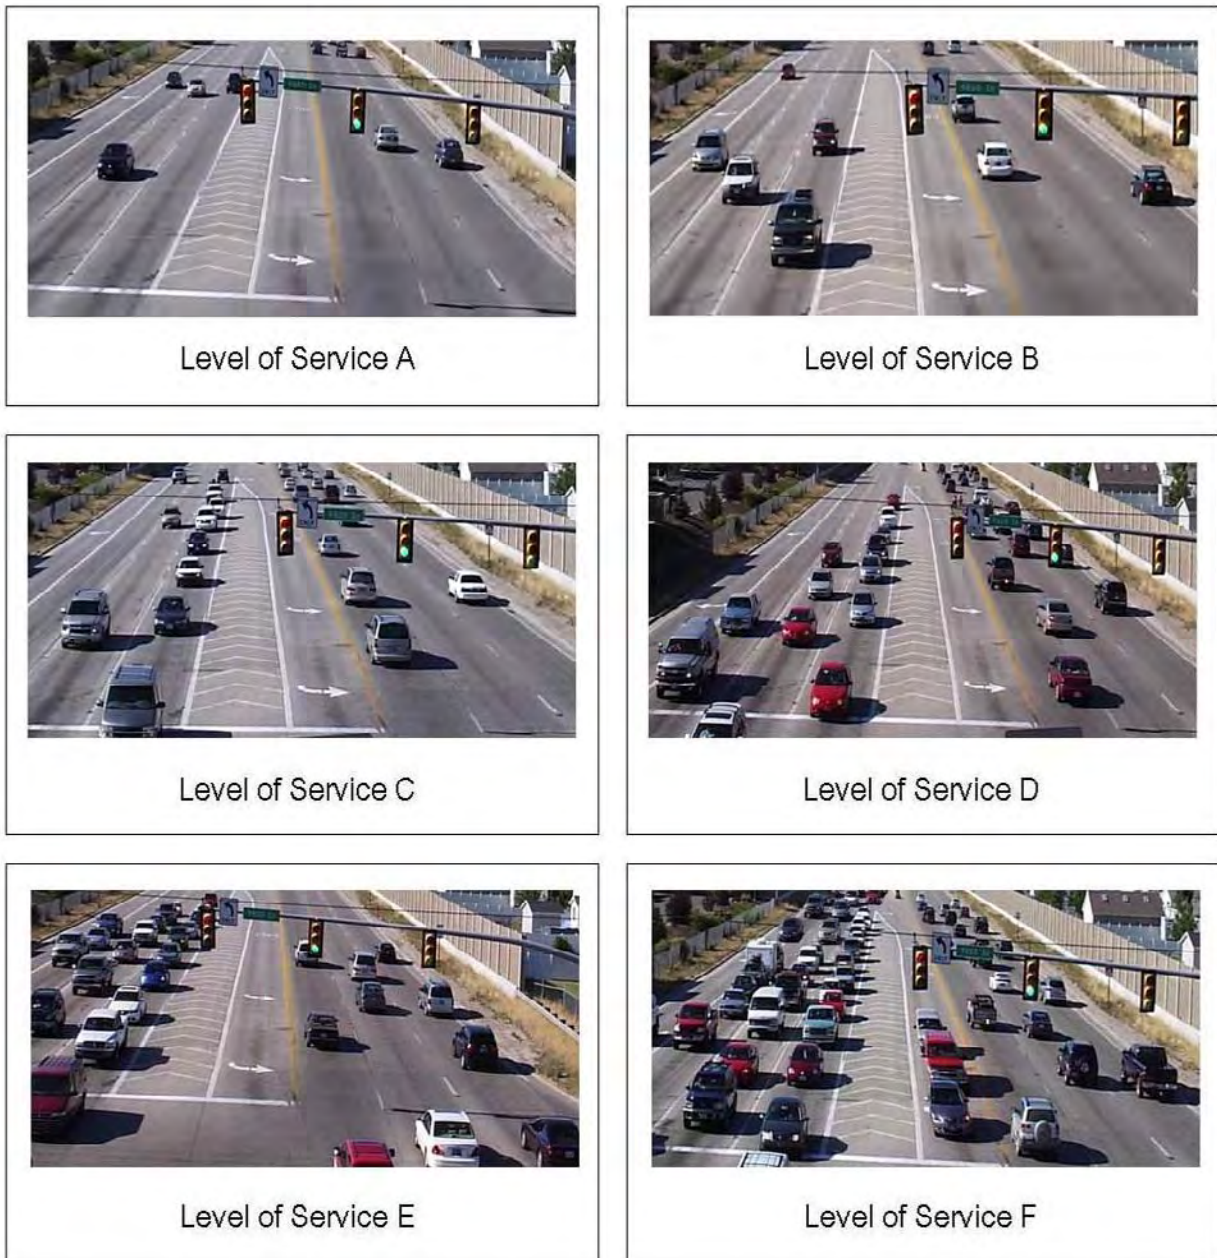 Level of Service A
Level of Service B
Level of Service C
Level of Service D
Level of Service E
Level of Service F